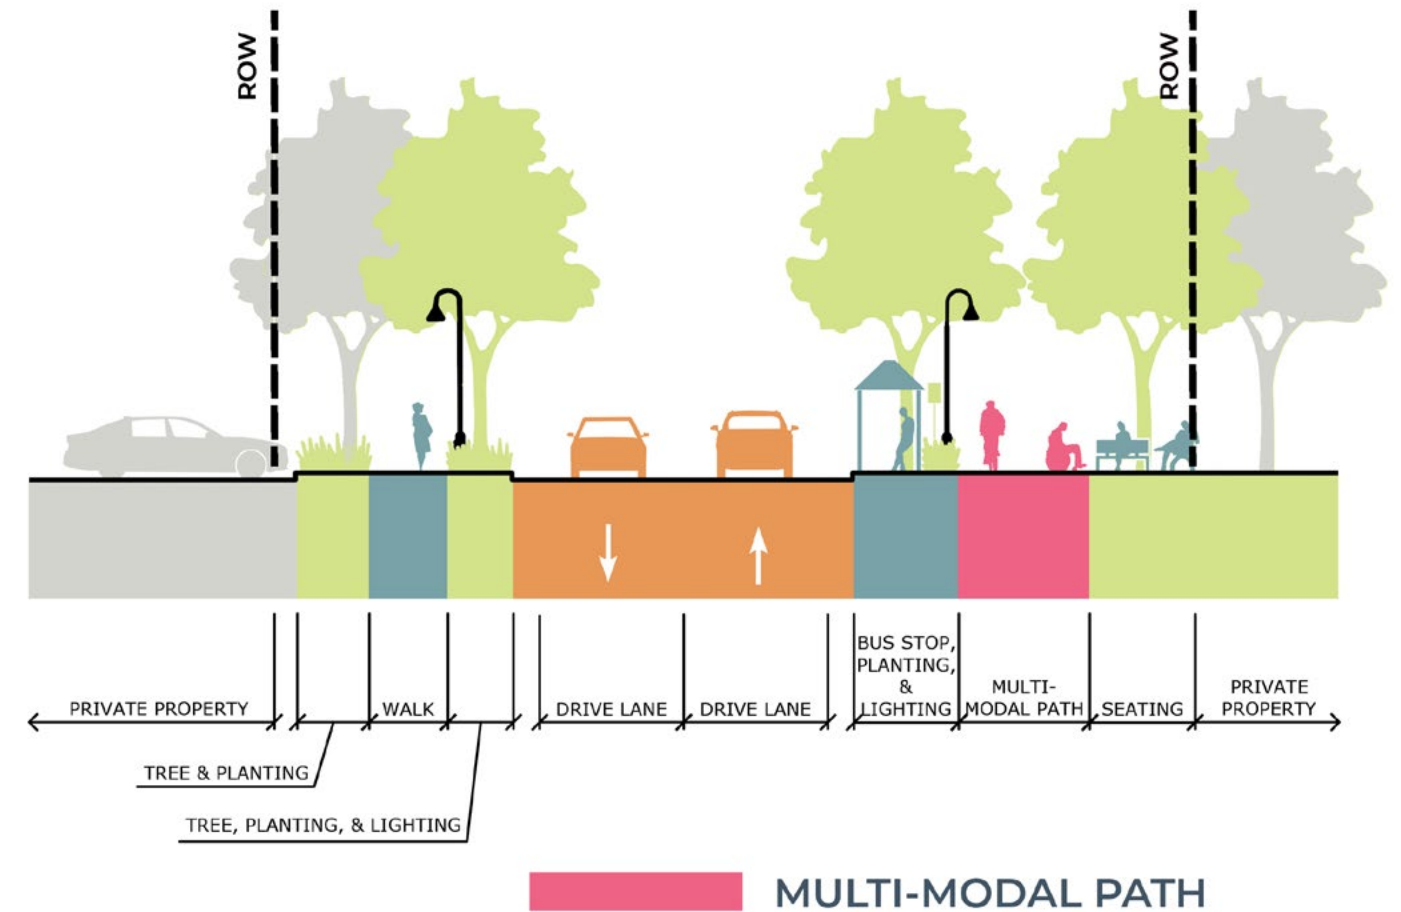 ROW
ROW
PRIVATE PROPERTY
WALK
DRIVE LANE
DRIVE LANE
BUS STOP,
PLANTING,
&
LIGHTING
MULTI-
MODAL PATH
SEATING
PRIVATE
PROPERTY
TREE & PLANTING
TREE, PLANTING, & LIGHTING
MULTI-MODAL PATH